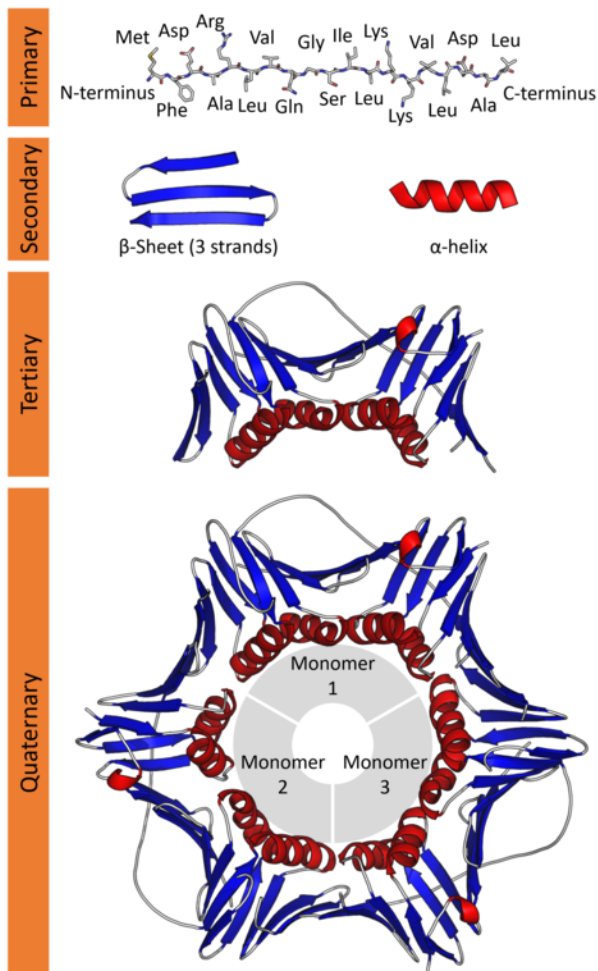 Primary
Met Asp Arg Val Gly Ile Lys Val Asp Leu
N-terminus C-terminus
Phe Ala Leu Gln Ser Leu Lys Leu Ala
Secondary
β-Sheet (3 strands) α-helix
Tertiary
Quaternary
Monomer
1
Monomer Monomer
2 3